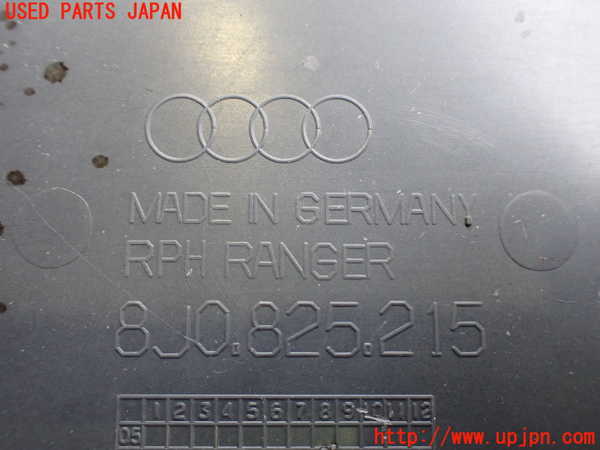 USED PARTS JAPAN
MADE IN GERMANY
RPH RANGER
8J0.825.215
1 2 3 4 5 6 7 8 9 10 11 12
05
http://www.upjpn.com/